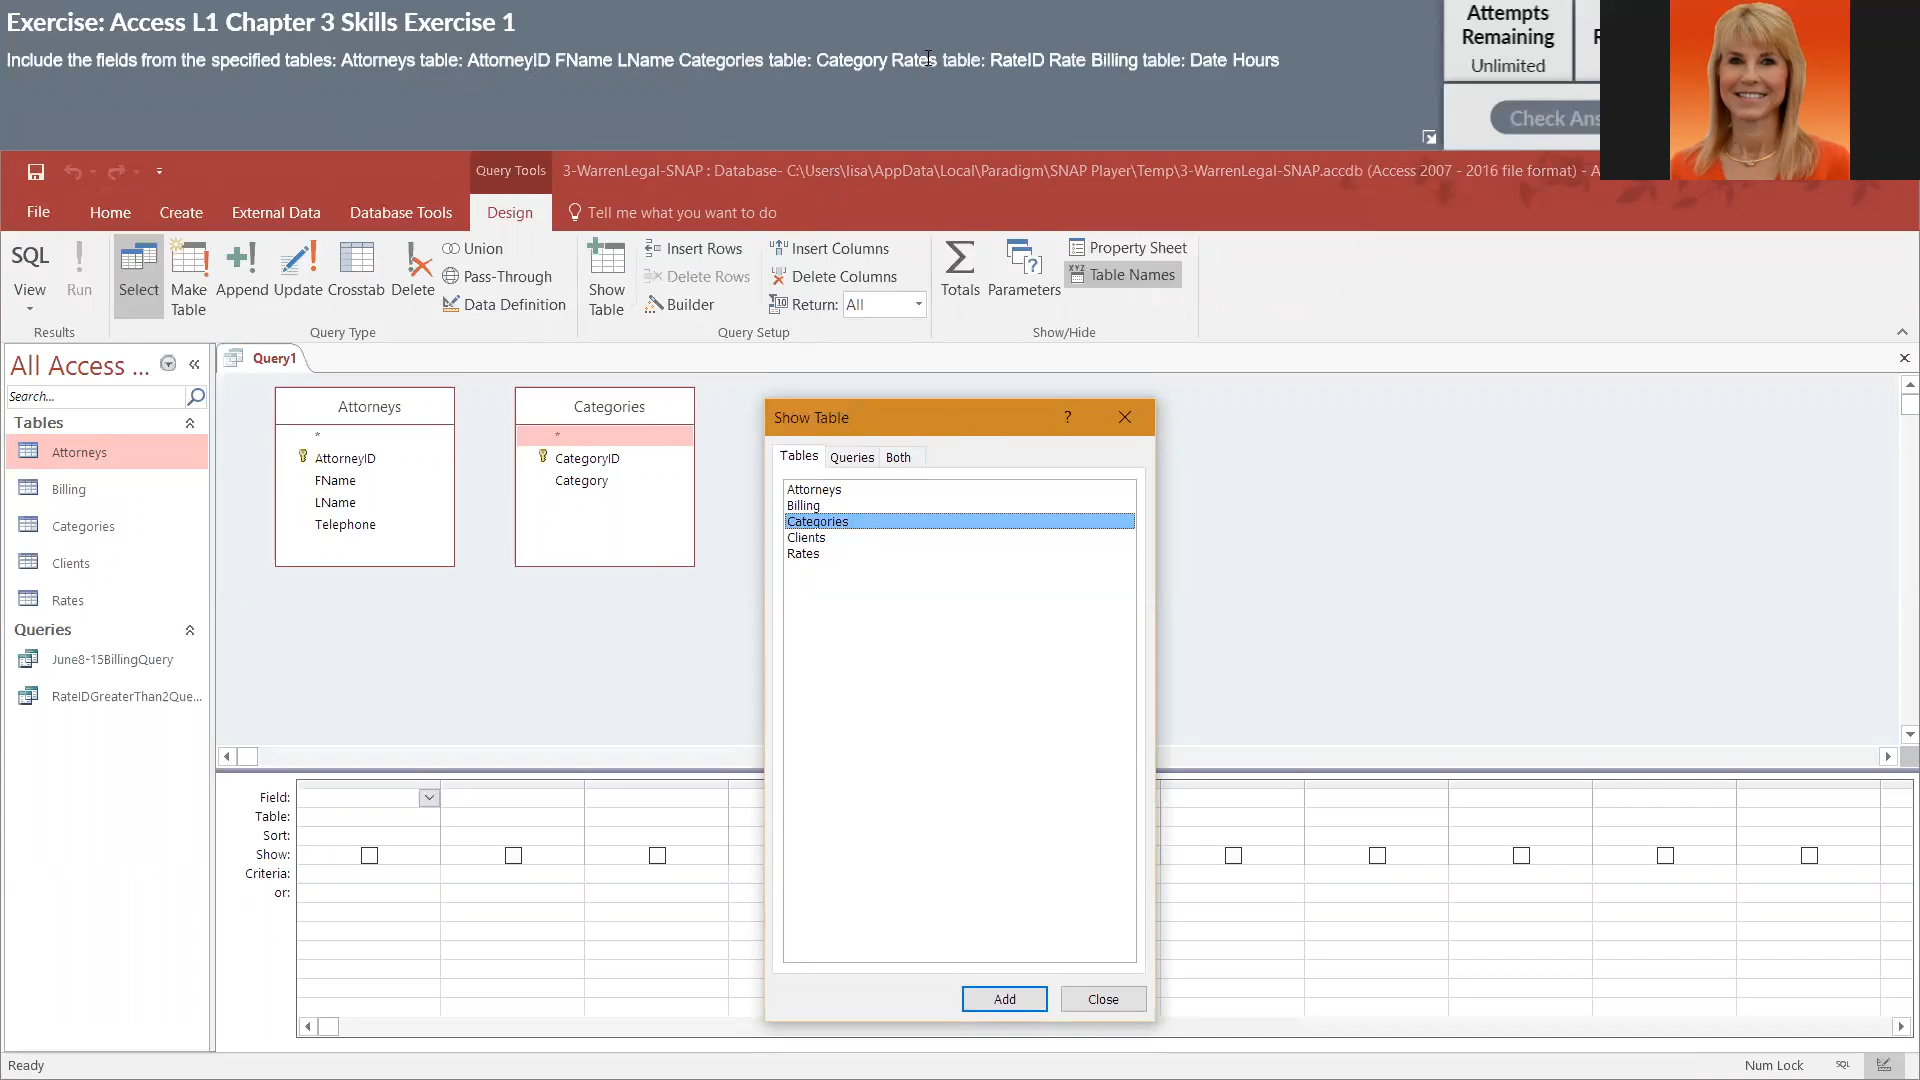 Exercise: Access L1 Chapter 3 Skills Exercise 1
Include the fields from the specified tables: Attorneys table: AttorneyID FName LName Categories table: Category Rates table: RateID Rate Billing table: Date Hours
Attempts
Remaining
Unlimited
Check
Query Tools
3-WarrenLegal-SNAP : Database- C:\Users\lisa\AppData\Local\Paradigm\SNAP Player\Temp\3-WarrenLegal-SNAP.accdb (Access 2007 - 2016 file format) - A
File
Home
Create
External Data
Database Tools
Design
Tell me what you want to do
SQL
View
Run
Results
Select
Make
Table
Append
Update
Crosstab
Delete
Union
Pass-Through
Data Definition
Query Type
Show
Table
Insert Rows
Delete Rows
Builder
Insert Columns
Delete Columns
Return: All
Query Setup
Totals
Parameters
Property Sheet
Table Names
Show/Hide
All Access ...
Search...
Tables
Attorneys
Billing
Categories
Clients
Rates
Queries
June8-15BillingQuery
RateIDGreaterThan2Que...
Query1
Attorneys
*
AttorneyID
FName
LName
Telephone
Categories
*
CategoryID
Category
Show Table
?
Tables
Queries
Both
Attorneys
Billing
Categories
Clients
Rates
Add
Close
Field:
Table:
Sort:
Show:
Criteria:
or:
Ready
Num Lock
SQL